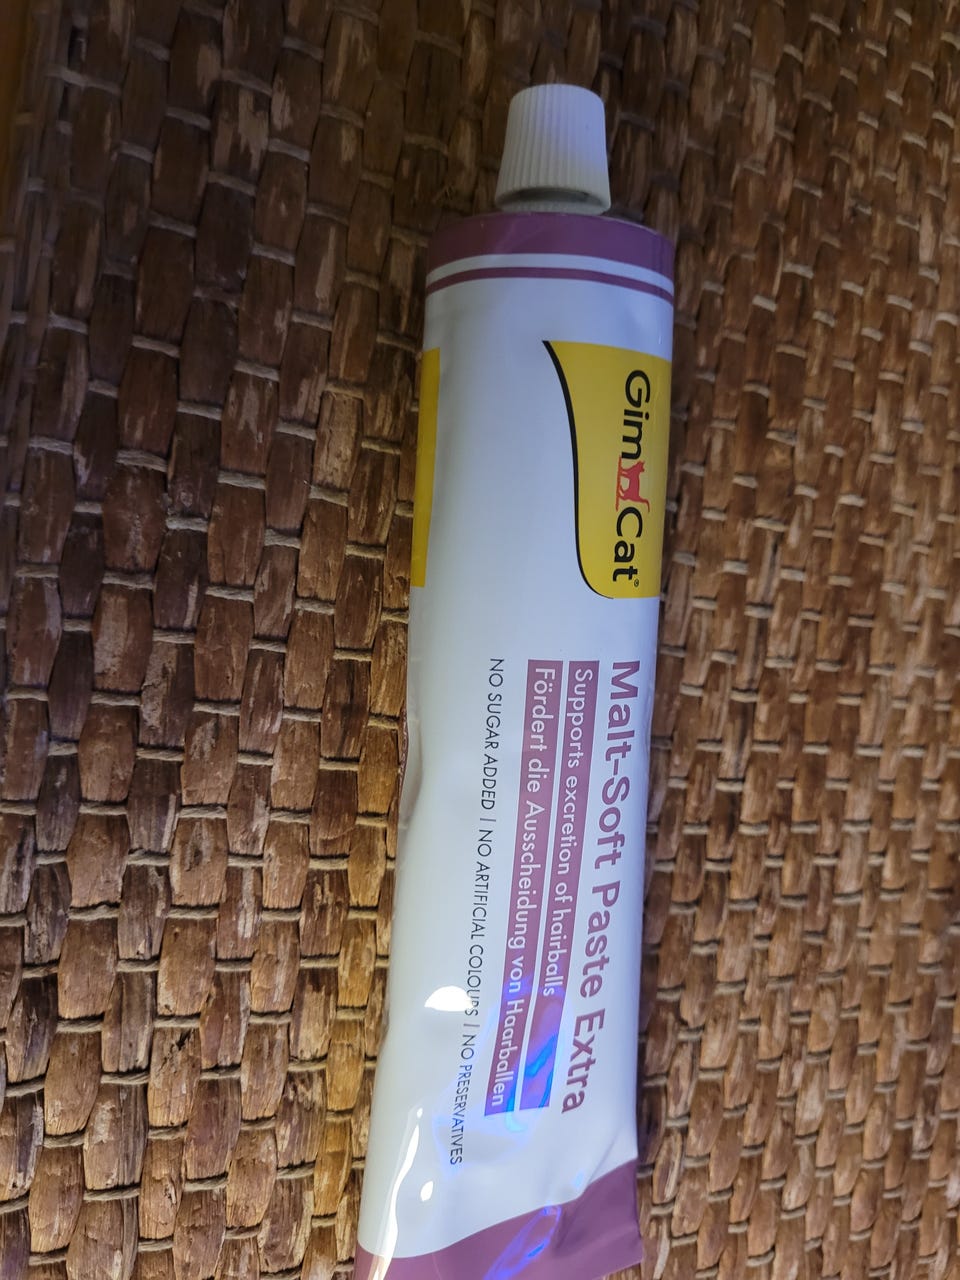 GimCat®
Malt-Soft Paste Extra
Supports excretion of hairballs
Fördert die Ausscheidung von Haarballen
NO SUGAR ADDED | NO ARTIFICIAL COLOURS | NO PRESERVATIVES